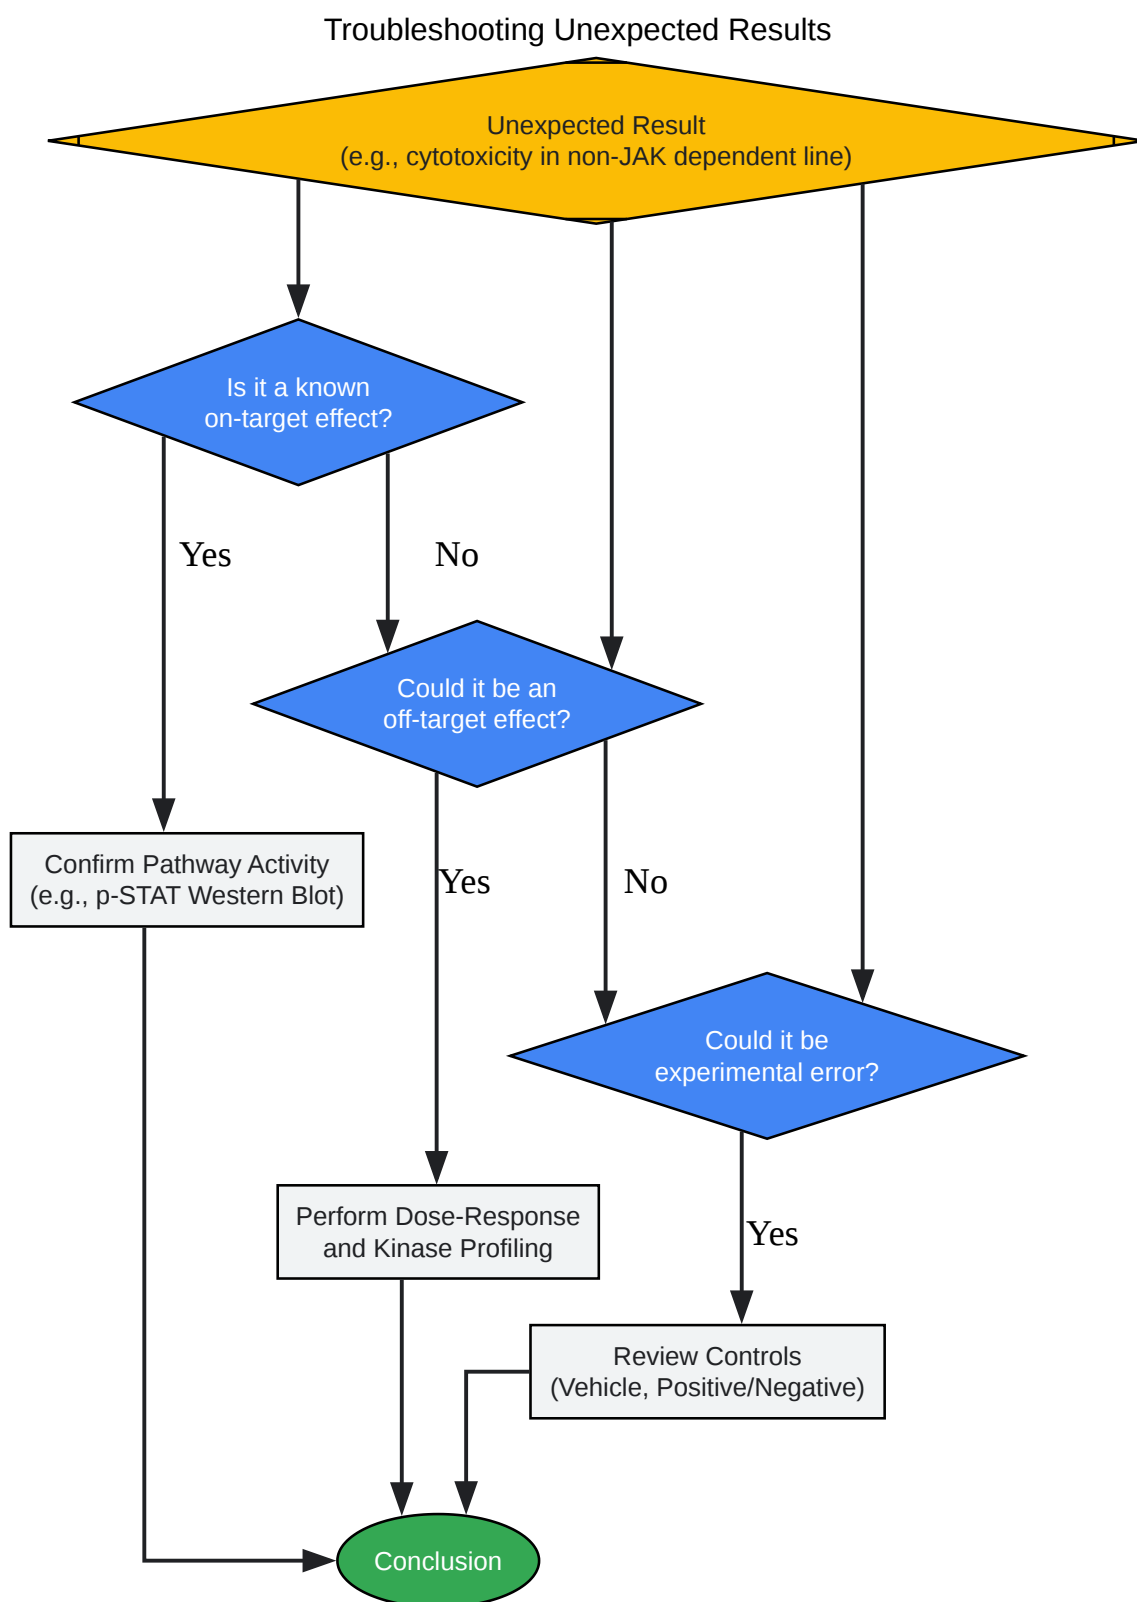 Troubleshooting Unexpected Results
Unexpected Result
(e.g., cytotoxicity in non-JAK dependent line)
Is it a known
on-target effect?
Yes
No
Could it be an
off-target effect?
Confirm Pathway Activity
(e.g., p-STAT Western Blot)
Yes
No
Could it be
experimental error?
Perform Dose-Response
and Kinase Profiling
Yes
Review Controls
(Vehicle, Positive/Negative)
Conclusion